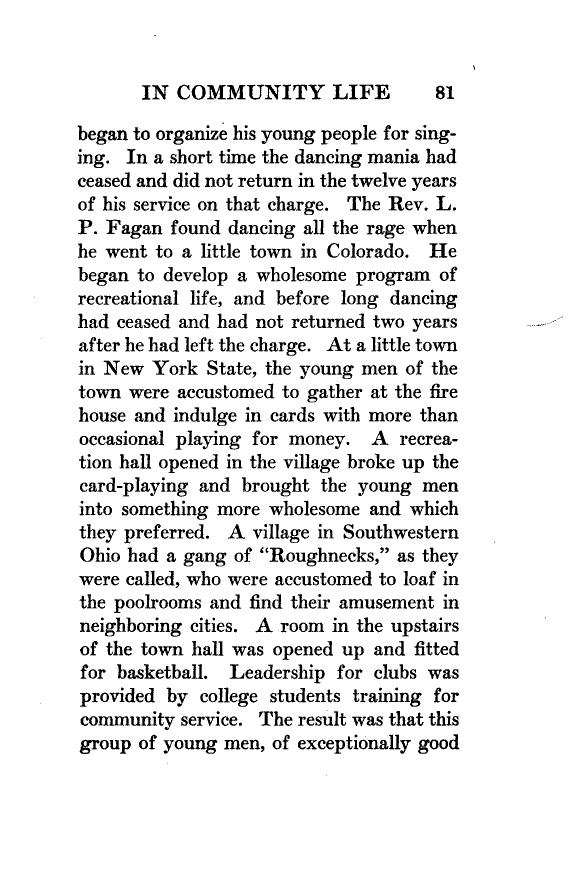 IN COMMUNITY LIFE 81
began to organize his young people for sing-
ing. In a short time the dancing mania had
ceased and did not return in the twelve years
of his service on that charge. The Rev. L.
P. Fagan found dancing all the rage when
he went to a little town in Colorado. He
began to develop a wholesome program of
recreational life, and before long dancing
had ceased and had not returned two years
after he had left the charge. At a little town
in New York State, the young men of the
town were accustomed to gather at the fire
house and indulge in cards with more than
occasional playing for money. A recrea-
tion hall opened in the village broke up the
card-playing and brought the young men
into something more wholesome and which
they preferred. A village in Southwestern
Ohio had a gang of "Roughnecks," as they
were called, who were accustomed to loaf in
the poolrooms and find their amusement in
neighboring cities. A room in the upstairs
of the town hall was opened up and fitted
for basketball. Leadership for clubs was
provided by college students training for
community service. The result was that this
group of young men, of exceptionally good